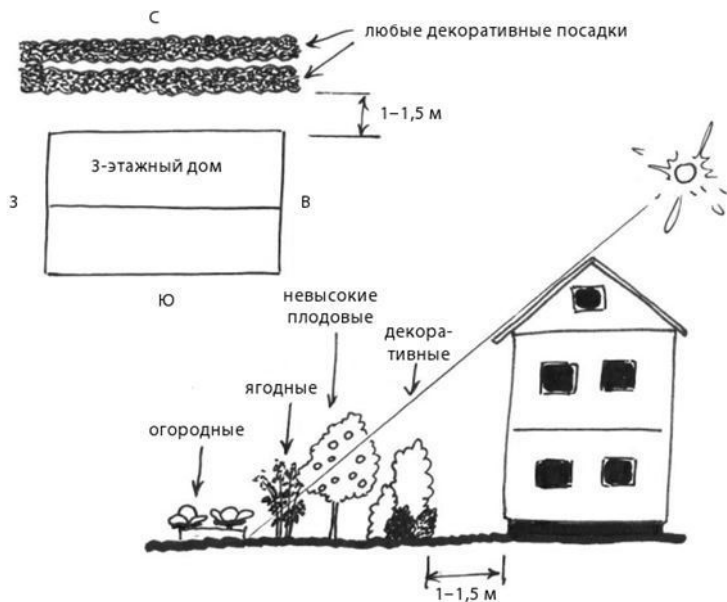 С
любые декоративные посадки
1–1,5 м
3-этажный дом
З
В
Ю
невысокие
плодовые
декора-
тивные
ягодные
огородные
1–1,5 м